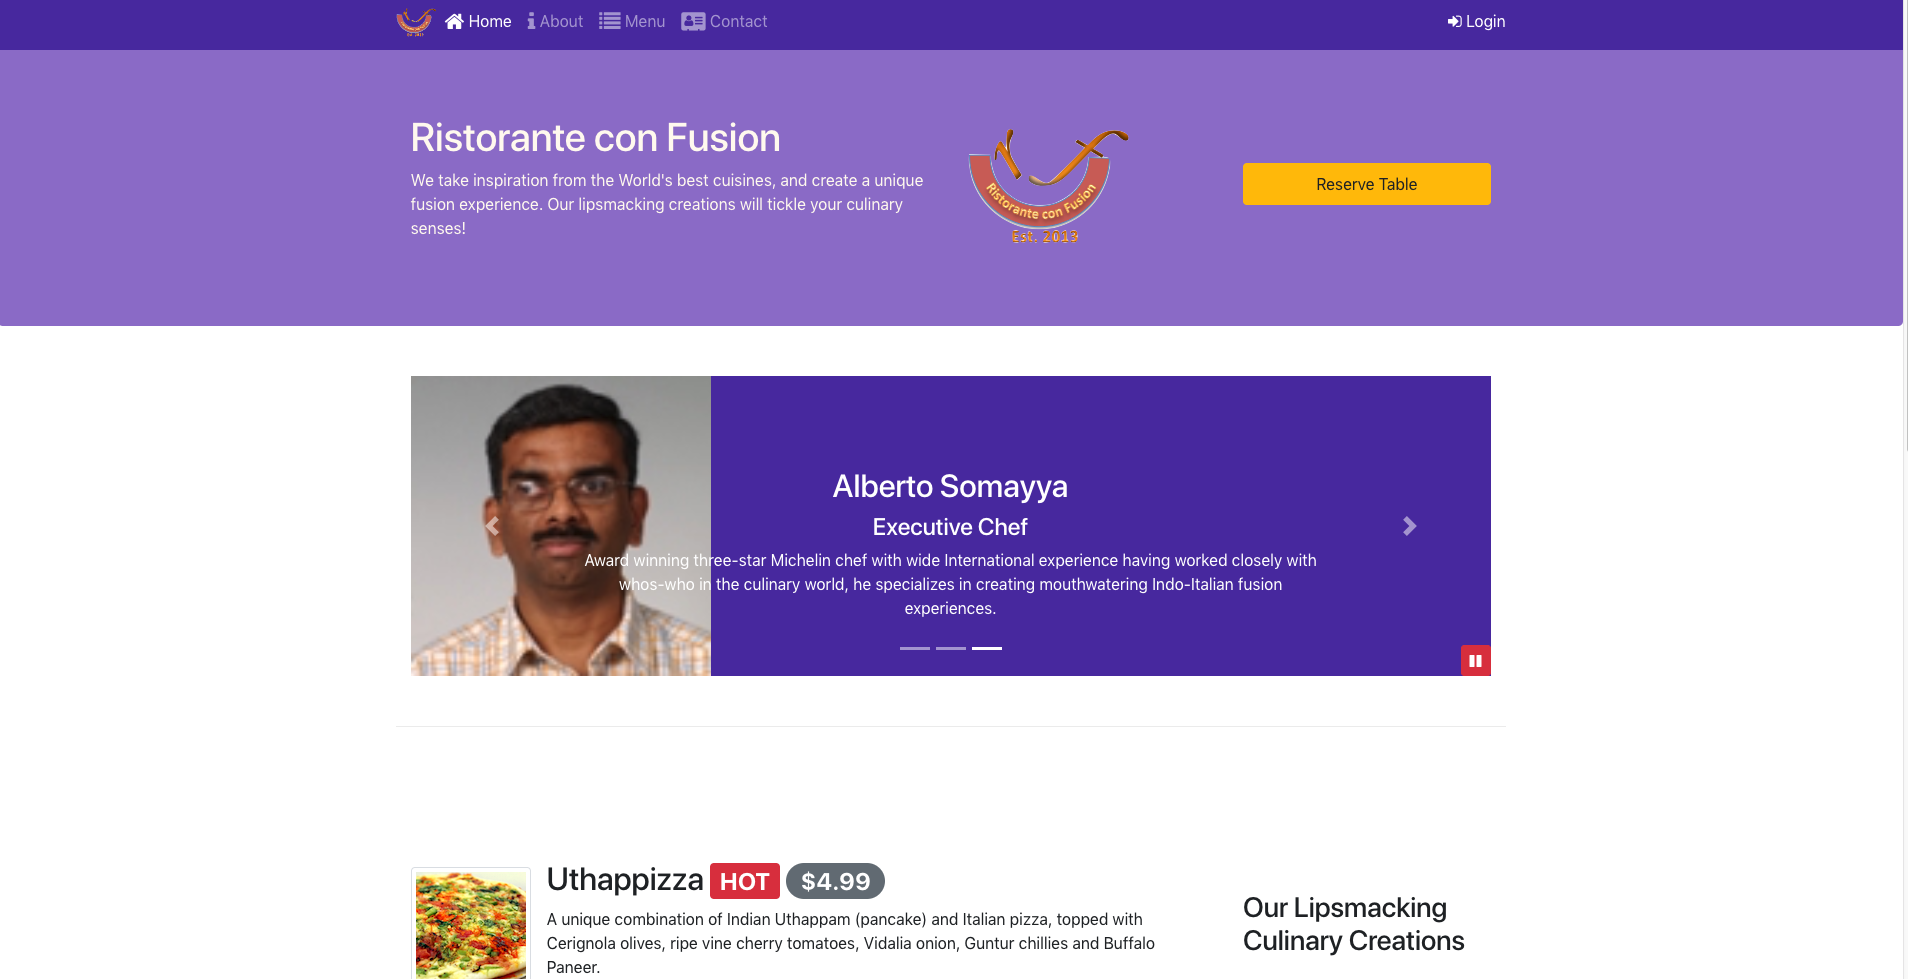 Home
About
Menu
Contact
Login
Ristorante con Fusion
We take inspiration from the World's best cuisines, and create a unique
fusion experience. Our lipsmacking creations will tickle your culinary
senses!
Ristorante con Fusion
Est. 2019
Reserve Table
Alberto Somayya
Executive Chef
Award winning three-star Michelin chef with wide International experience having worked closely with
whos-who in the culinary world, he specializes in creating mouthwatering Indo-Italian fusion
experiences.
Uthappizza HOT $4.99
A unique combination of Indian Uthappam (pancake) and Italian pizza, topped with
Cerignola olives, ripe vine cherry tomatoes, Vidalia onion, Guntur chillies and Buffalo
Paneer.
Our Lipsmacking
Culinary Creations